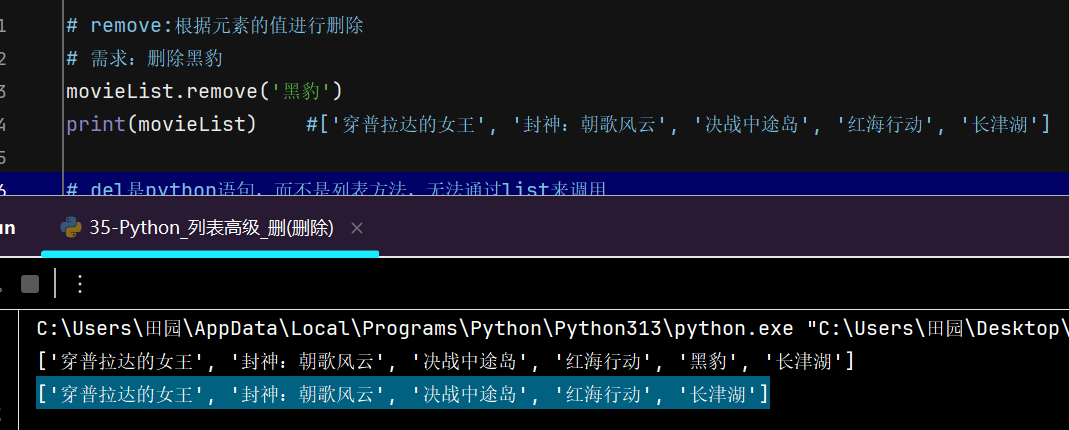 1 # remove:根据元素的值进行删除
2 # 需求：删除黑豹
3 movieList.remove('黑豹')
4 print(movieList)    #['穿普拉达的女王', '封神：朝歌风云', '决战中途岛', '红海行动', '长津湖']
5
6 # del是python语句，而不是列表方法，无法通过list来调用
un 35-Python_列表高级_删(删除) ×
C:\Users\田园\AppData\Local\Programs\Python\Python313\python.exe "C:\Users\田园\Desktop\
['穿普拉达的女王', '封神：朝歌风云', '决战中途岛', '红海行动', '黑豹', '长津湖']
['穿普拉达的女王', '封神：朝歌风云', '决战中途岛', '红海行动', '长津湖']